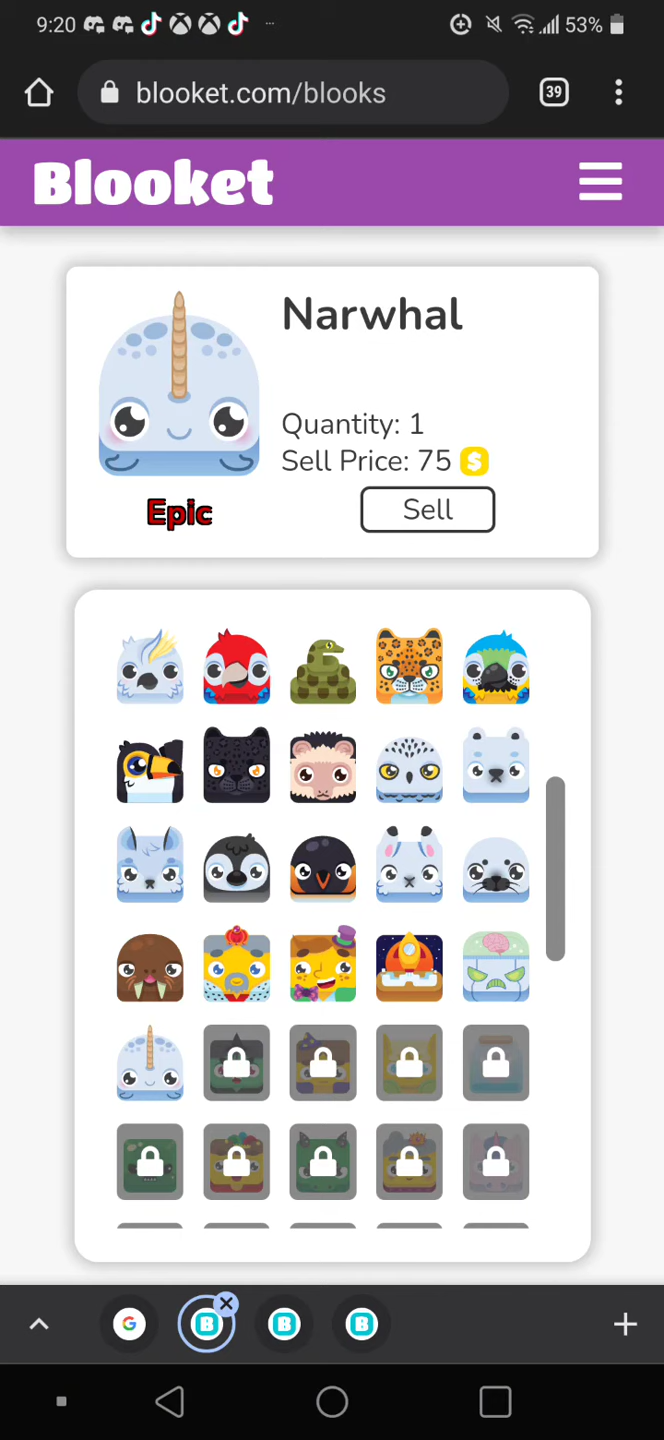 9:20 ... 53%
blooket.com/blooks 39
Blooket
Narwhal
Quantity: 1
Sell Price: 75 $
Epic
Sell
G B B B